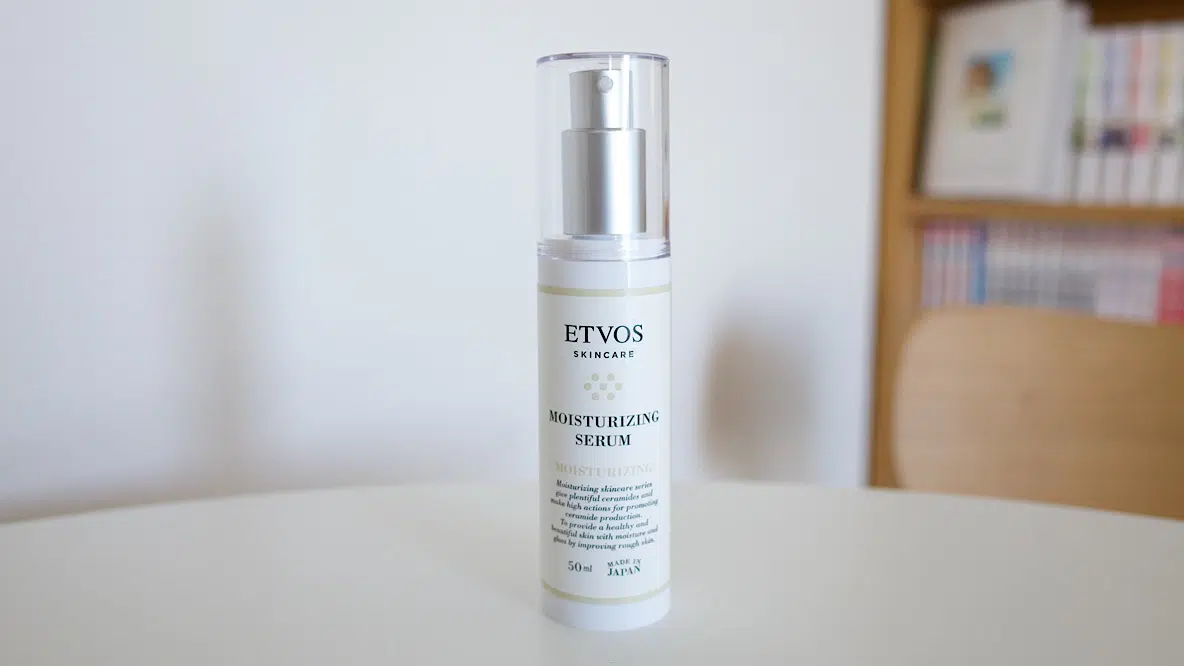 ETVOS
SKINCARE
MOISTURIZING
SERUM
MOISTURIZING
Moisturizing skincare series
give plentiful ceramides and
make high actions for promoting
ceramide production.
To provide a healthy and
beautiful skin with moisture and
gloss by improving rough skin.
50ml
MADE IN
JAPAN